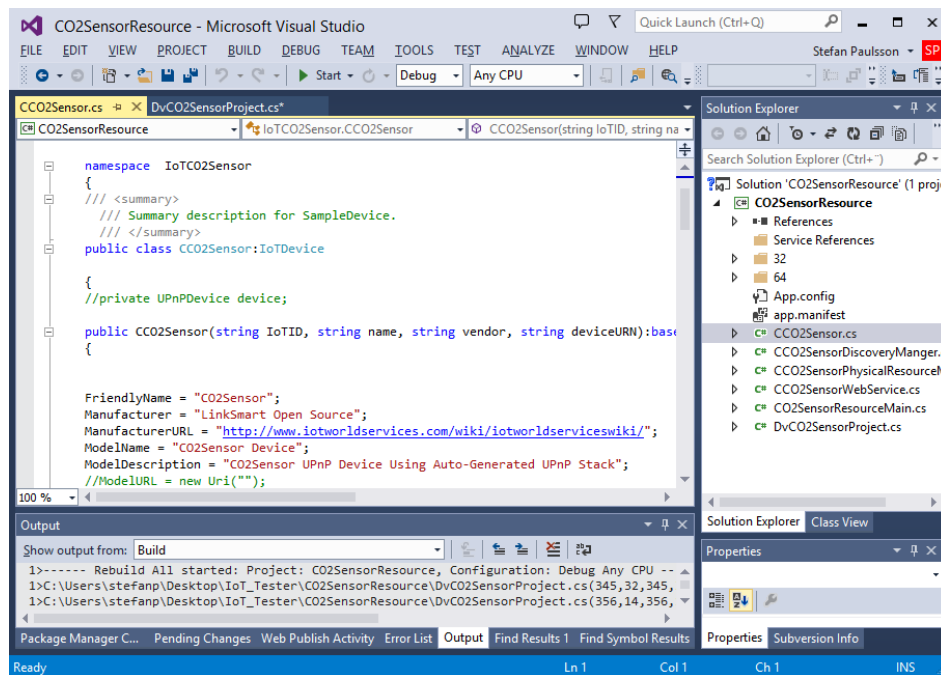 CO2SensorResource - Microsoft Visual Studio
Quick Launch (Ctrl+Q)
FILE EDIT VIEW PROJECT BUILD DEBUG TEAM TOOLS TEST ANALYZE WINDOW HELP
Stefan Paulsson SP
Start Debug Any CPU
CCO2Sensor.cs DvCO2SensorProject.cs*
CO2SensorResource IoTCO2Sensor.CCO2Sensor CCO2Sensor(string IoTID, string na
namespace IoTCO2Sensor
{
/// <summary>
/// Summary description for SampleDevice.
/// </summary>
public class CCO2Sensor:IoTDevice
{
//private UPnPDevice device;
public CCO2Sensor(string IoTID, string name, string vendor, string deviceURN):base
{
FriendlyName = "CO2Sensor";
Manufacturer = "LinkSmart Open Source";
ManufacturerURL = "http://www.iotworldservices.com/wiki/iotworldserviceswiki/";
ModelName = "CO2Sensor Device";
ModelDescription = "CO2Sensor UPnP Device Using Auto-Generated UPnP Stack";
//ModelURL = new Uri("");
100 %
Output
Show output from: Build
1>------ Rebuild All started: Project: CO2SensorResource, Configuration: Debug Any CPU --
1>C:\Users\stefanp\Desktop\IoT_Tester\CO2SensorResource\DvCO2SensorProject.cs(345,32,345,
1>C:\Users\stefanp\Desktop\IoT_Tester\CO2SensorResource\DvCO2SensorProject.cs(356,14,356,
Package Manager C... Pending Changes Web Publish Activity Error List Output Find Results 1 Find Symbol Results
Solution Explorer
Search Solution Explorer (Ctrl+¨)
Solution 'CO2SensorResource' (1 proj
CO2SensorResource
References
Service References
32
64
App.config
app.manifest
CCO2Sensor.cs
CCO2SensorDiscoveryManger.
CCO2SensorPhysicalResourceM
CCO2SensorWebService.cs
CO2SensorResourceMain.cs
DvCO2SensorProject.cs
Solution Explorer Class View
Properties
Properties Subversion Info
Ready Ln 1 Col 1 Ch 1 INS